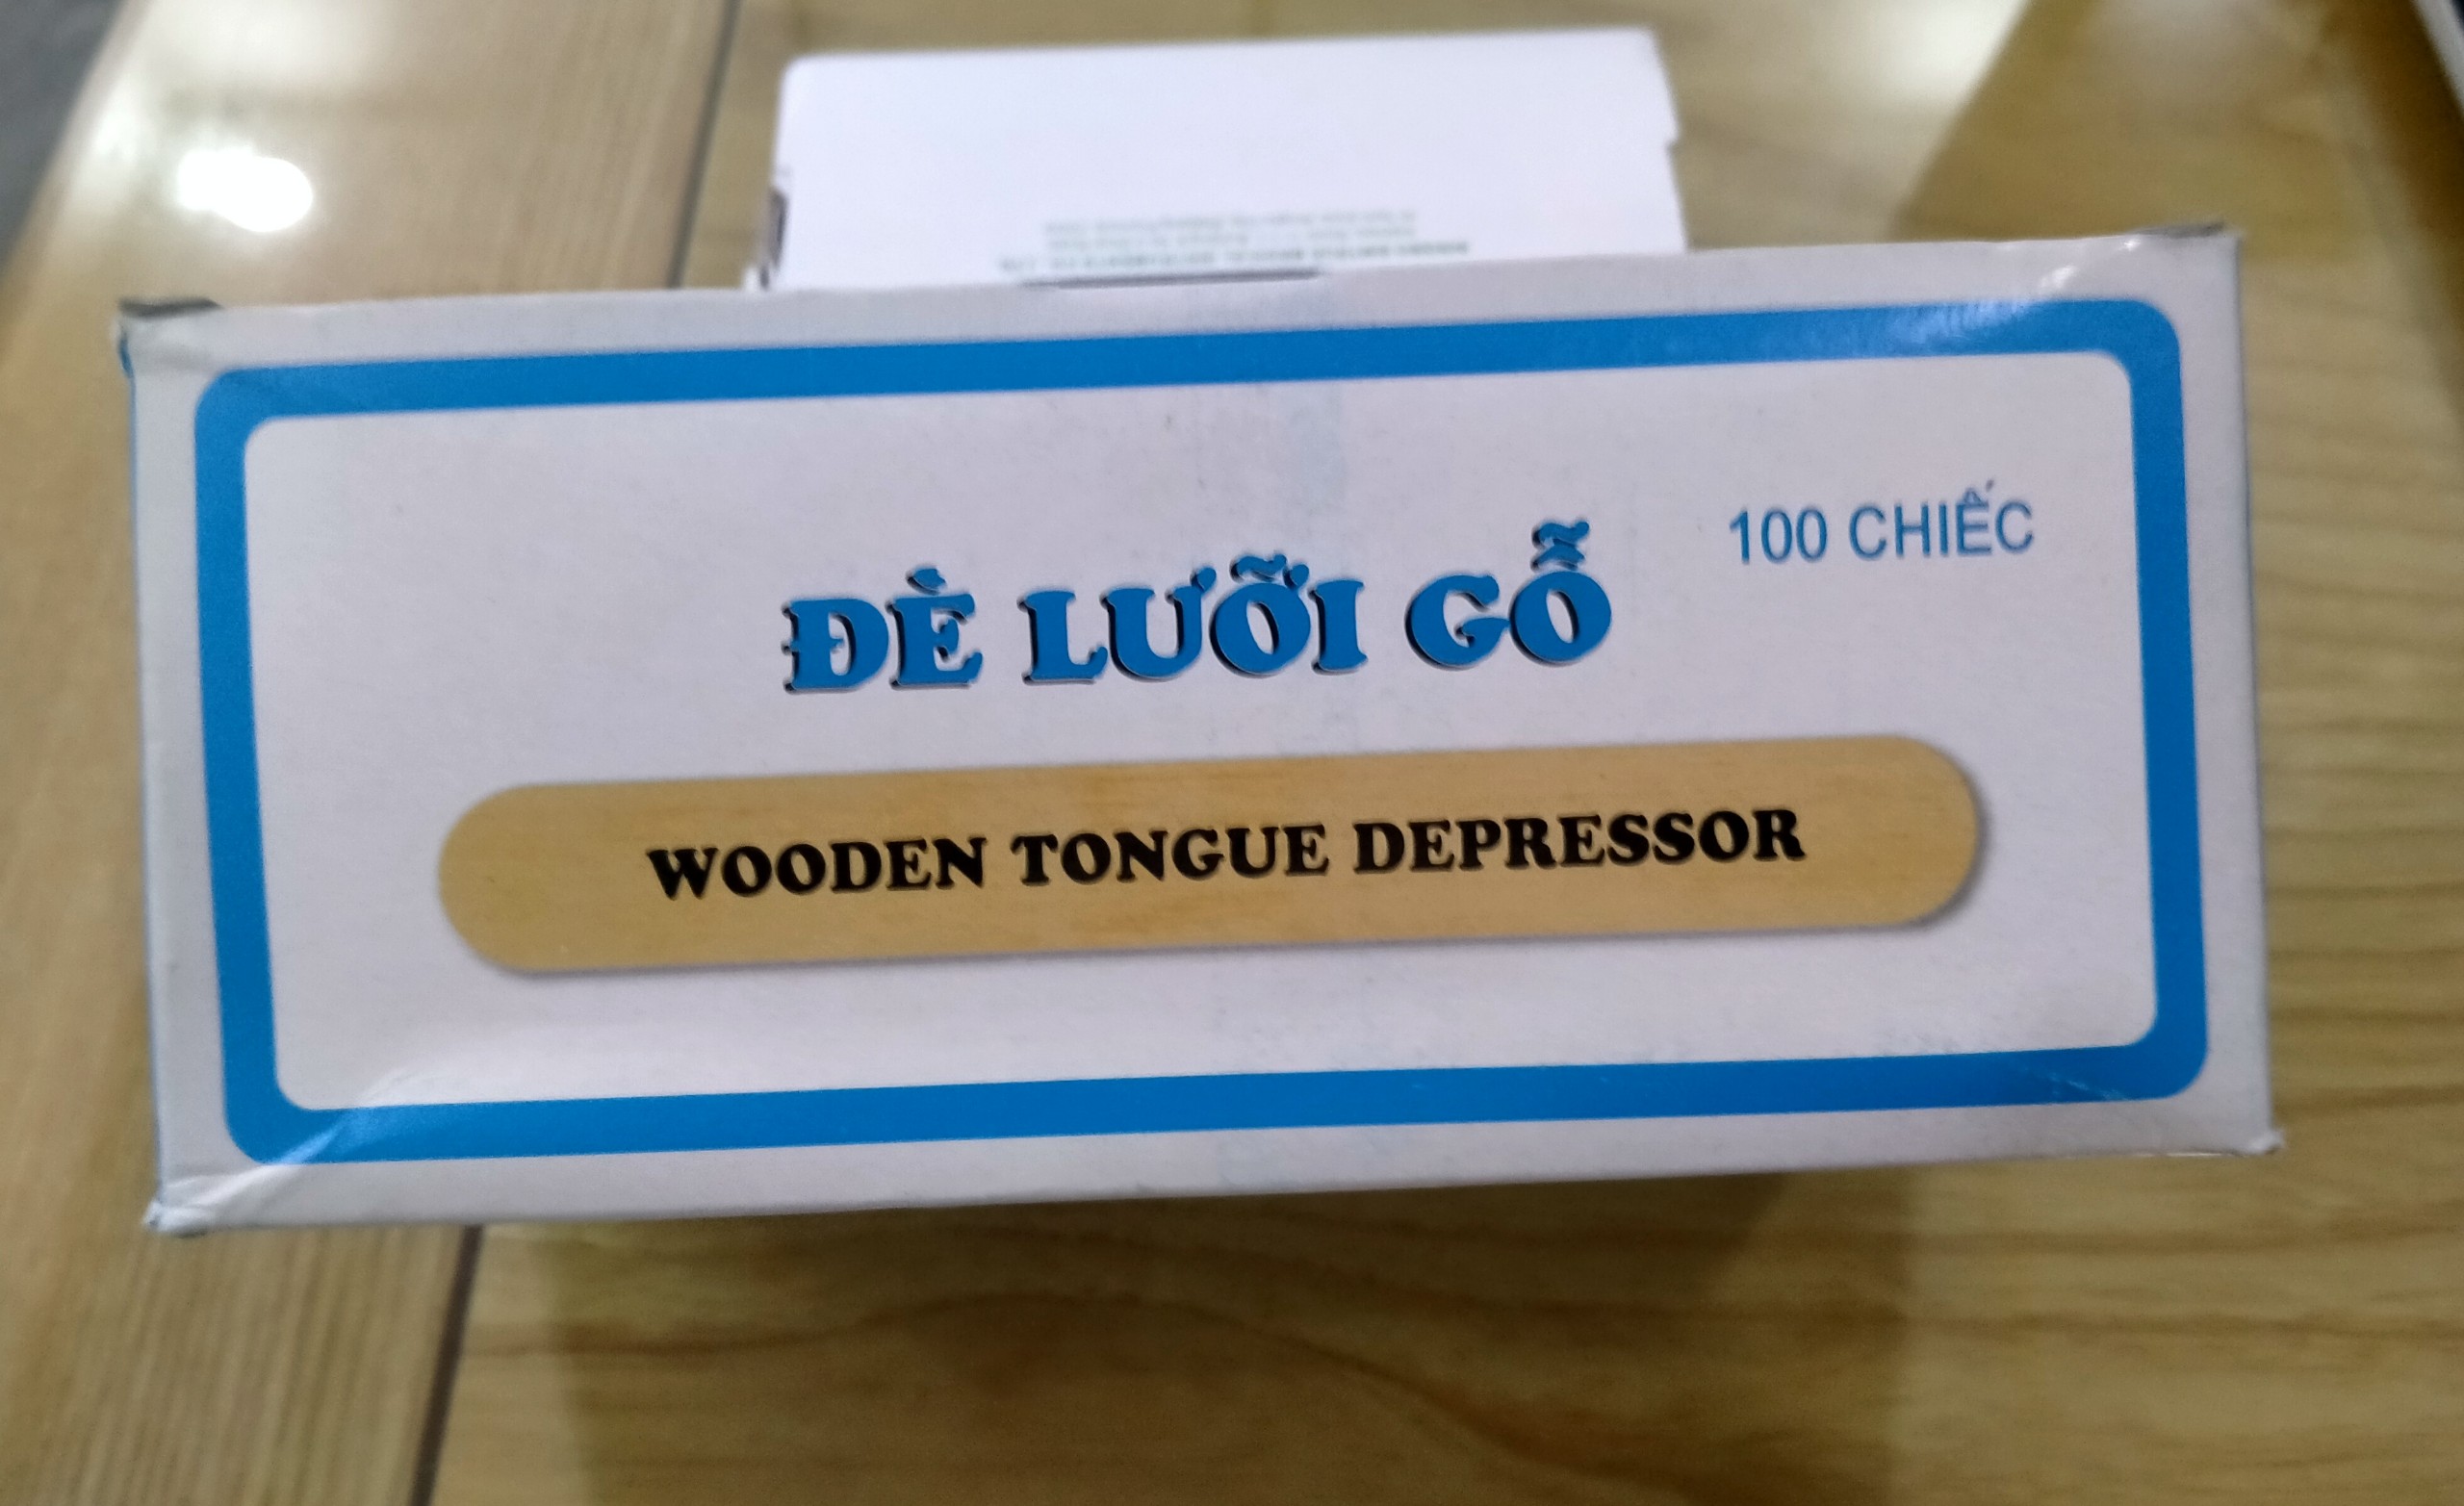 100 CHIẾC
ĐÈ LƯỠI GỖ
WOODEN TONGUE DEPRESSOR